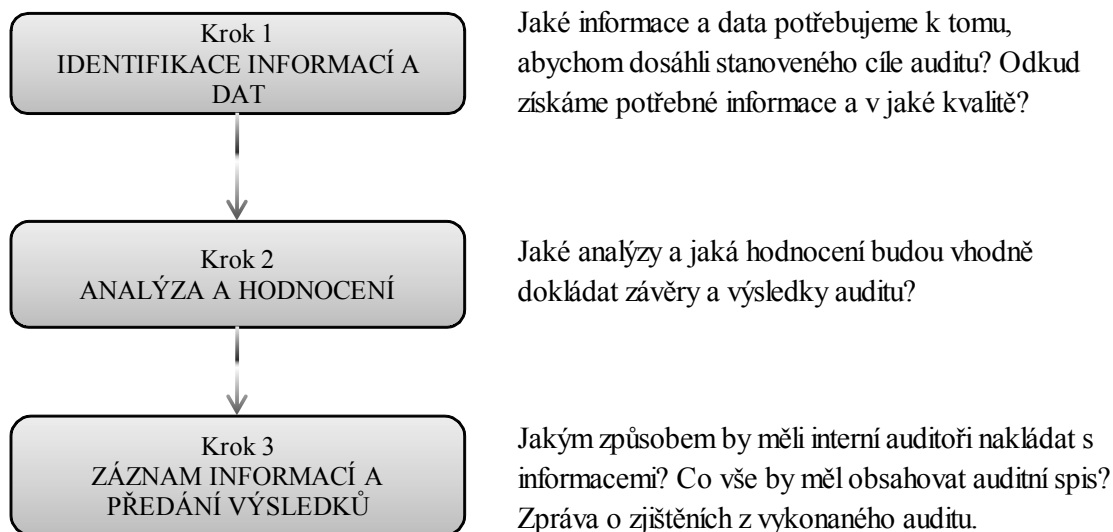 Krok 1
IDENTIFIKACE INFORMACÍ A
DAT
Jaké informace a data potřebujeme k tomu,
abychom dosáhli stanoveného cíle auditu? Odkud
získáme potřebné informace a v jaké kvalitě?
Krok 2
ANALÝZA A HODNOCENÍ
Jaké analýzy a jaká hodnocení budou vhodně
dokládat závěry a výsledky auditu?
Krok 3
ZÁZNAM INFORMACÍ A
PŘEDÁNÍ VÝSLEDKŮ
Jakým způsobem by měli interní auditoři nakládat s
informacemi? Co vše by měl obsahovat auditní spis?
Zpráva o zjištěních z vykonaného auditu.